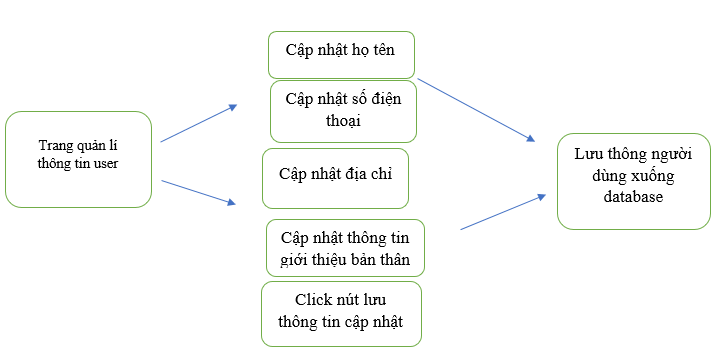 Trang quản lí
thông tin user
Cập nhật họ tên
Cập nhật số điện
thoại
Cập nhật địa chỉ
Cập nhật thông tin
giới thiệu bản thân
Click nút lưu
thông tin cập nhật
Lưu thông người
dùng xuống
database